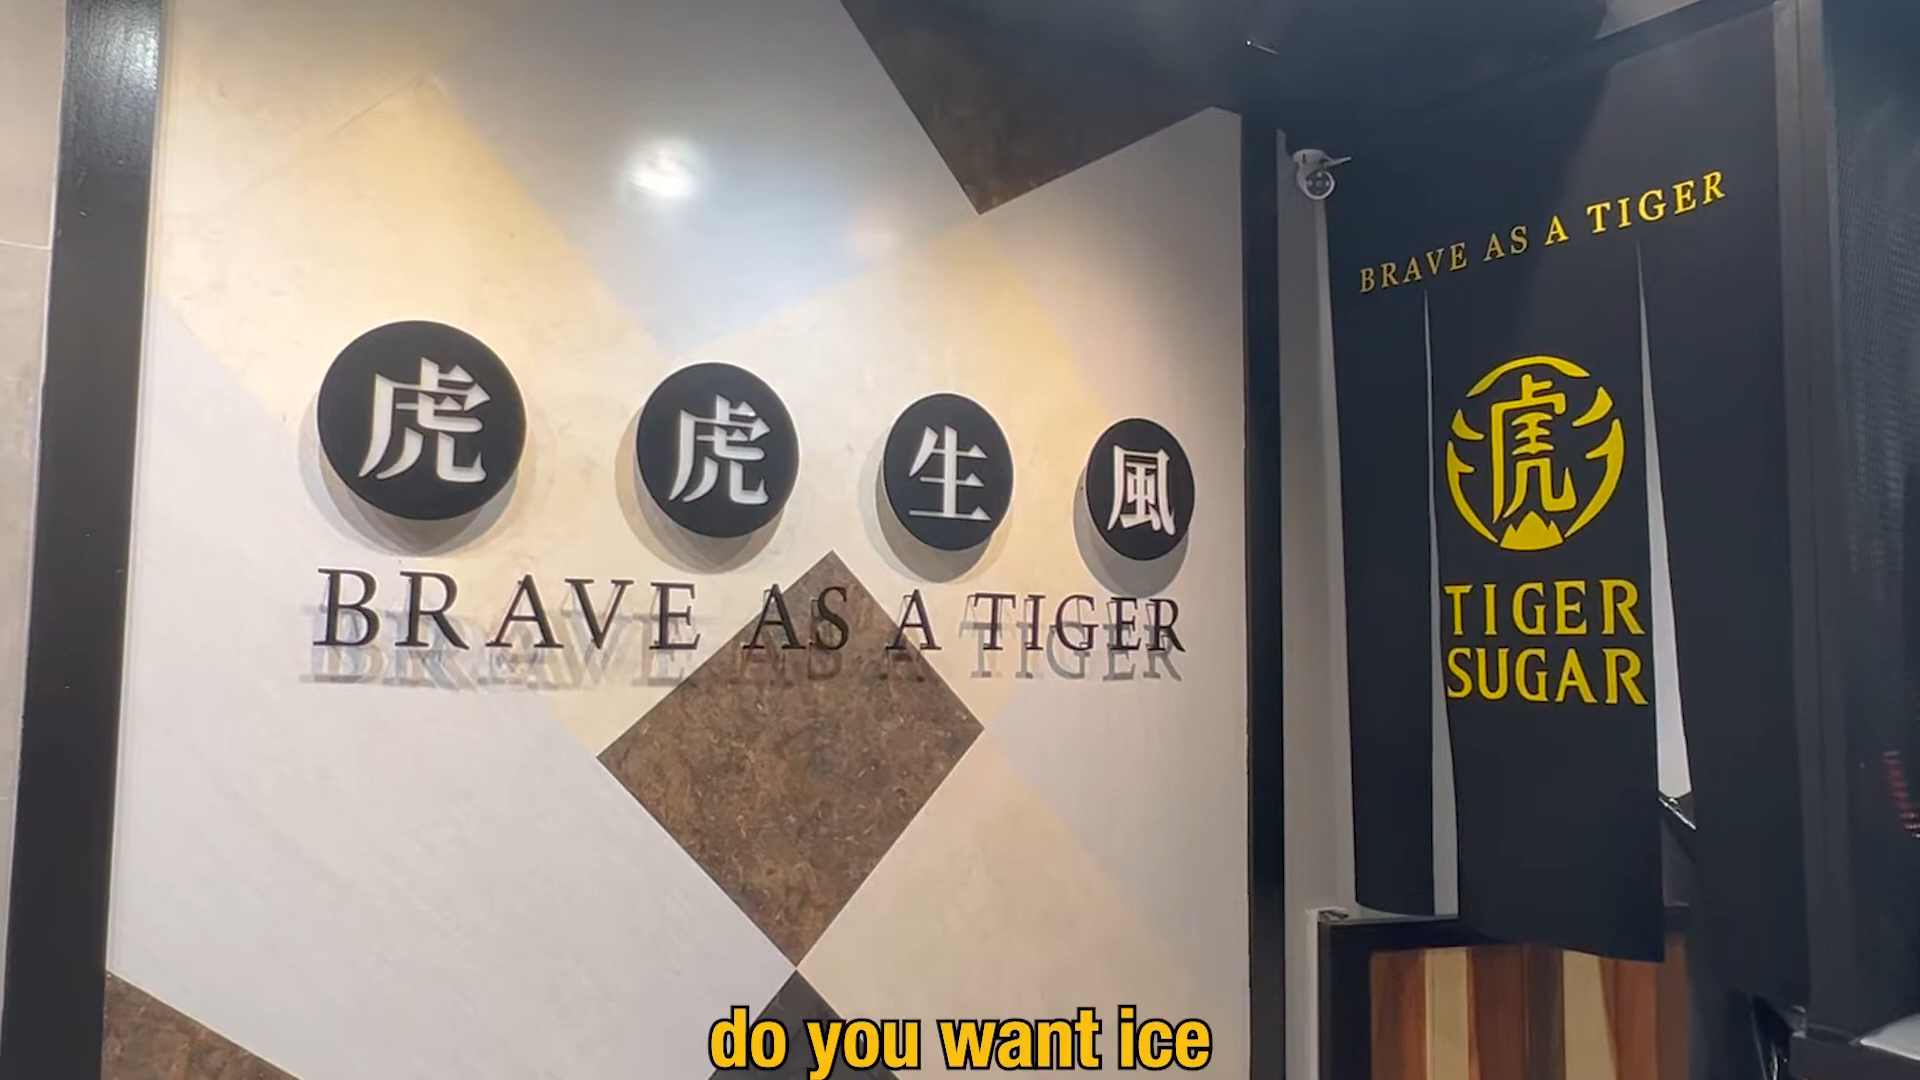 虎虎生風
BRAVE AS A TIGER
BRAVE AS A TIGER
虎
TIGER
SUGAR
do you want ice